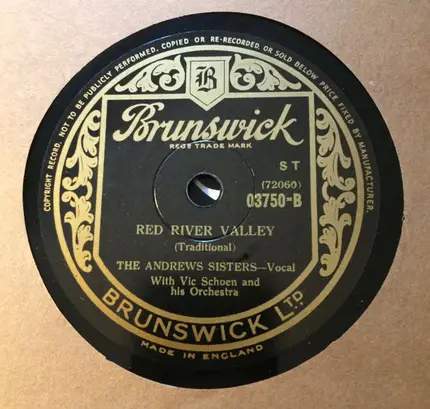 COPYRIGHT RECORD, NOT TO BE PUBLICLY PERFORMED, COPIED OR RE-RECORDED, OR SOLD BELOW PRICE FIXED BY MANUFACTURER.
B
Brunswick
REGD TRADE MARK
S T
(72066)
03750-B
RED RIVER VALLEY
(Traditional)
THE ANDREWS SISTERS—Vocal
With Vic Schoen and
his Orchestra
BRUNSWICK LTD.
MADE IN ENGLAND